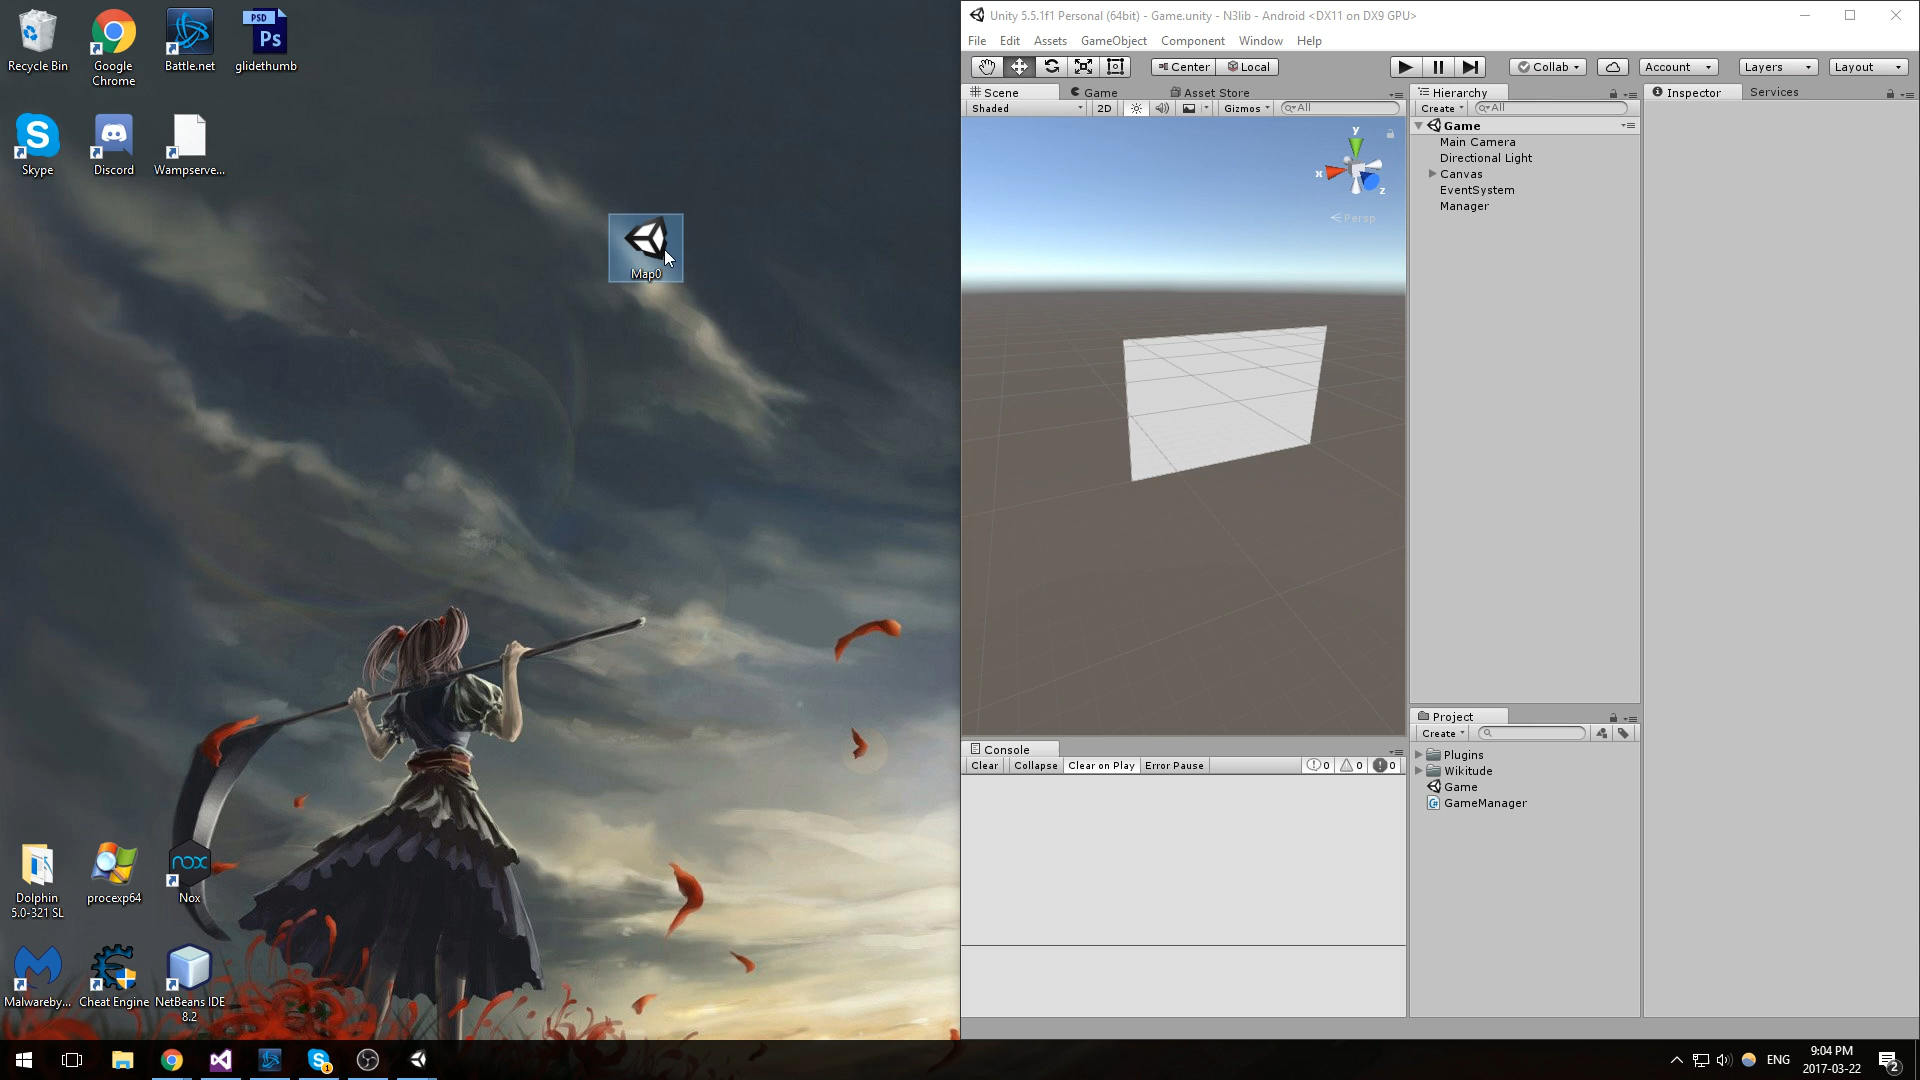 Recycle Bin
Google
Chrome
Battle.net
PSD
Ps
glidethumb
Skype
Discord
Wampserve...
Map0
Dolphin
5.0-321 SL
procexp64
nox
Nox
Malwareby...
Cheat Engine
NetBeans IDE
8.2
Unity 5.5.1f1 Personal (64bit) - Game.unity - N3lib - Android <DX11 on DX9 GPU>
File Edit Assets GameObject Component Window Help
Center Local
Collab
Account
Layers
Layout
Scene Game Asset Store
Shaded 2D Gizmos All
y
x
z
Persp
Hierarchy
Create All
Game
Main Camera
Directional Light
Canvas
EventSystem
Manager
Inspector Services
Console
Clear Collapse Clear on Play Error Pause 0 0 0
Project
Create
Plugins
Wikitude
Game
GameManager
1
ENG
9:04 PM
2017-03-22
2